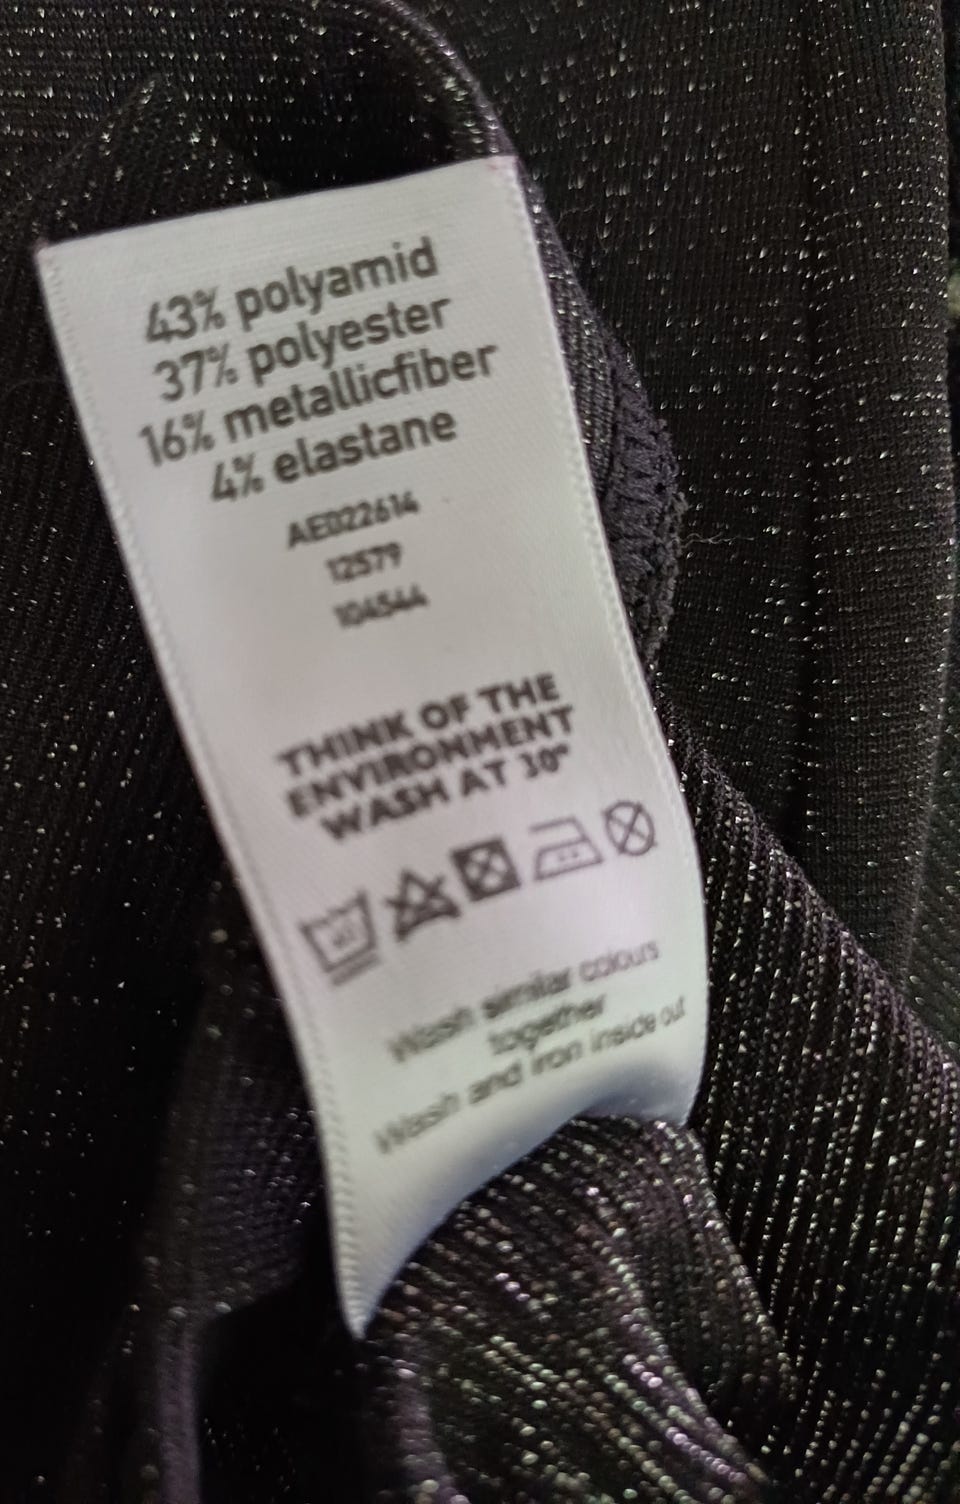 43% polyamid
37% polyester
16% metallicfiber
4% elastane
AE022614
12579
104544
THINK OF THE
ENVIRONMENT
WASH AT 30°
Wash similar colours
together
Wash and iron inside out